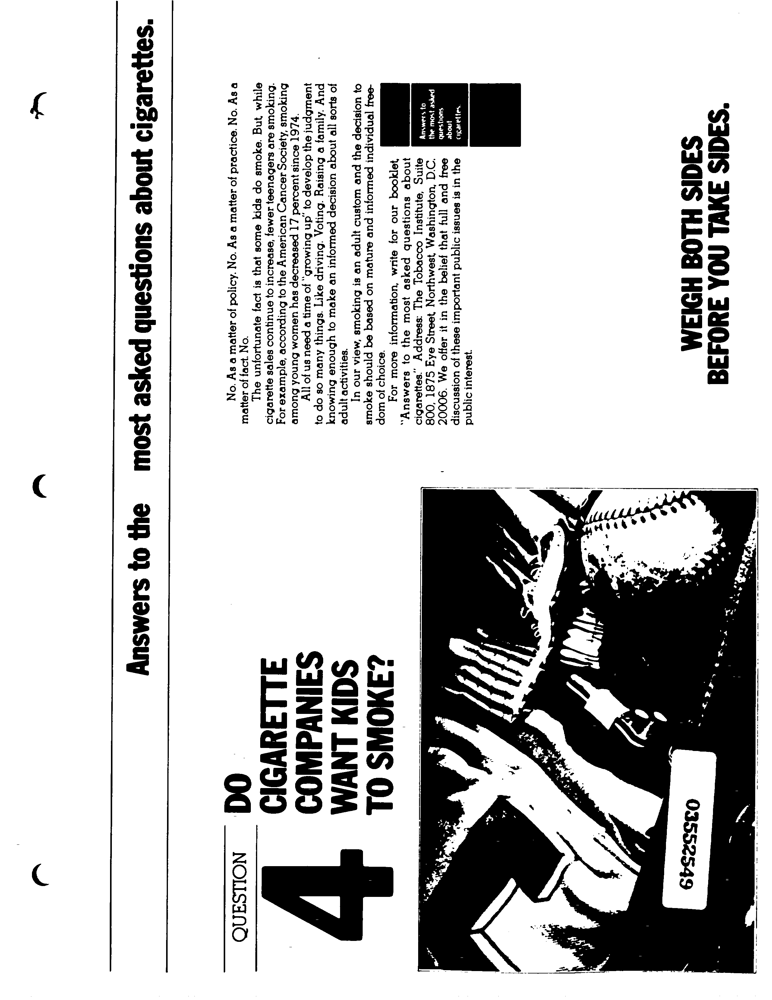 Answers to the most asked questions about cigarettes.
QUESTION
4
DO
CIGARETTE
COMPANIES
WANT KIDS
TO SMOKE?
No. As a matter of policy. No. As a matter of practice. No. As a
matter of fact. No.
The unfortunate fact is that some kids do smoke. But, while
cigarette sales continue to increase, fewer teenagers are smoking.
For example, according to the American Cancer Society, smoking
among young women has decreased 17 percent since 1974.
All of us need a time of "growing up" to develop the judgment
to do so many things. Like driving. Voting. Raising a family. And
knowing enough to make an informed decision about all sorts of
adult activities.
In our view, smoking is an adult custom and the decision to
smoke should be based on mature and informed individual free-
dom of choice.
For more information, write for our booklet,
"Answers to the most asked questions about
cigarettes." Address: The Tobacco Institute, Suite
800, 1875 Eye Street, Northwest, Washington, D.C.
20006. We offer it in the belief that full and free
discussion of these important public issues is in the
public interest.
Answers to
the most asked
questions
about
cigarettes.
WEIGH BOTH SIDES
BEFORE YOU TAKE SIDES.
03552549